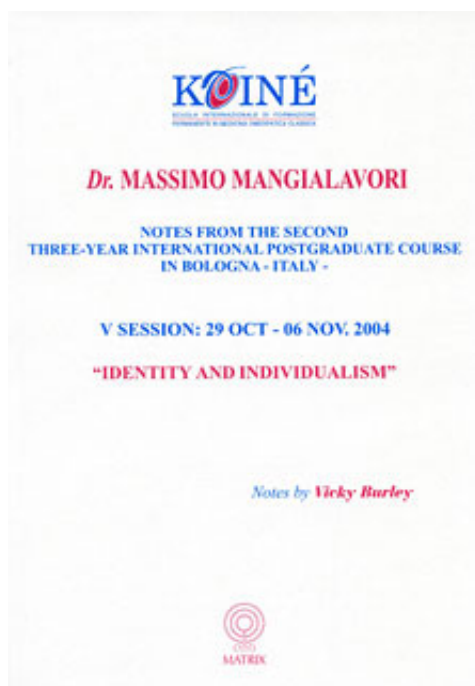 KOINÉ
SCUOLA INTERNAZIONALE DI FORMAZIONE
PERMANENTE IN MEDICINA OMEOPATICA CLASSICA
Dr. MASSIMO MANGIALAVORI
NOTES FROM THE SECOND
THREE-YEAR INTERNATIONAL POSTGRADUATE COURSE
IN BOLOGNA - ITALY -
V SESSION: 29 OCT - 06 NOV. 2004
“IDENTITY AND INDIVIDUALISM”
Notes by Vicky Burley
MATRIX